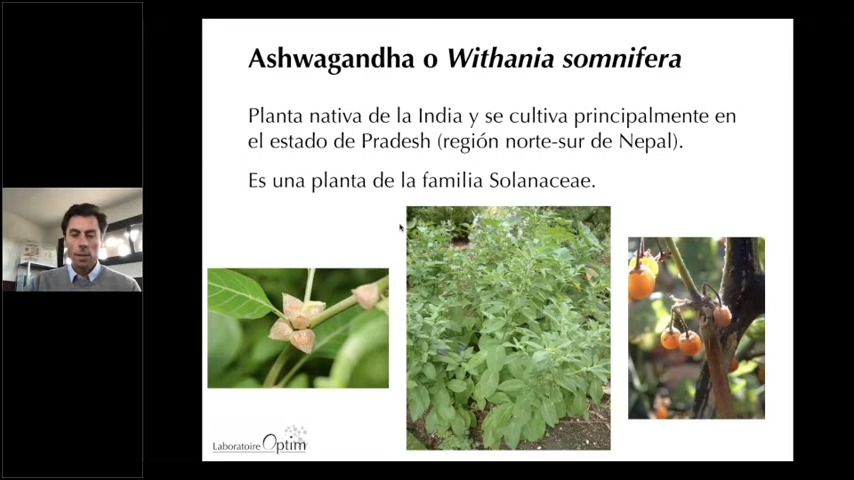 Ashwagandha o Withania somnifera
Planta nativa de la India y se cultiva principalmente en
el estado de Pradesh (región norte-sur de Nepal).
Es una planta de la familia Solanaceae.
Laboratoire Optim